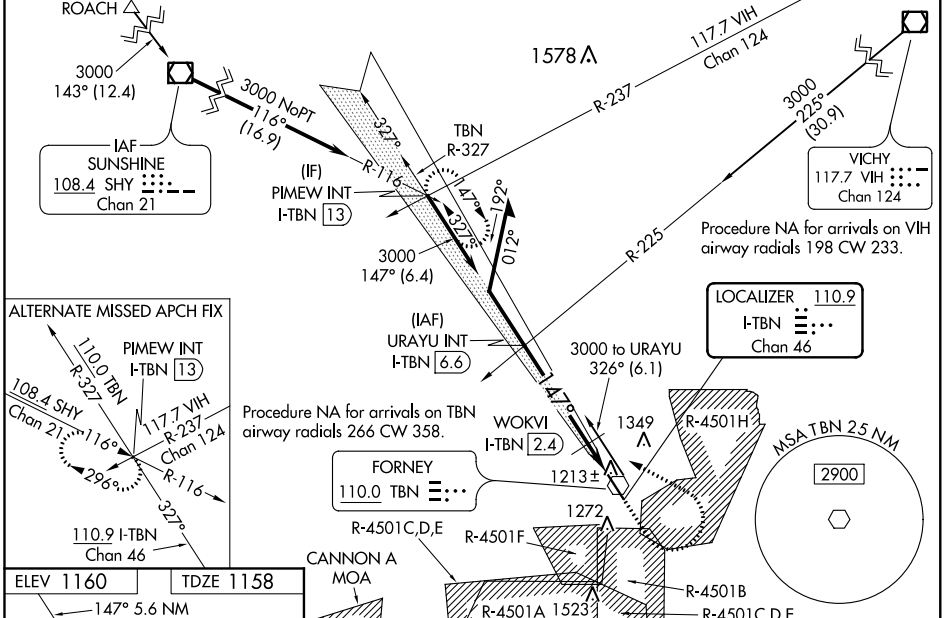 ROACH
3000
143° (12.4)
3000 NoPT
116°
(16.9)
R-116
IAF
SUNSHINE
108.4 SHY
Chan 21
327°
TBN
R-327
(IF)
PIMEW INT
I-TBN 13
47°
327°
192°
012°
3000
147° (6.4)
1578
117.7 VIH
Chan 124
R-237
3000
225°
(30.9)
R-225
VICHY
117.7 VIH
Chan 124
Procedure NA for arrivals on VIH
airway radials 198 CW 233.
LOCALIZER 110.9
I-TBN
Chan 46
(IAF)
URAYU INT
I-TBN 6.6
3000 to URAYU
326° (6.1)
147°
WOKVI
I-TBN 2.4
1349
R-4501H
1213±
Procedure NA for arrivals on TBN
airway radials 266 CW 358.
FORNEY
110.0 TBN
1272
R-4501C,D,E
R-4501F
R-4501B
R-4501A
1523
R-4501C,D,E
CANNON A
MOA
MSA TBN 25 NM
2900
ALTERNATE MISSED APCH FIX
110.0 TBN
R-327
PIMEW INT
I-TBN 13
108.4 SHY
Chan 21
116°
117.7 VIH
R-237
Chan 124
296°
R-116
327°
110.9 I-TBN
Chan 46
ELEV 1160
TDZE 1158
147° 5.6 NM